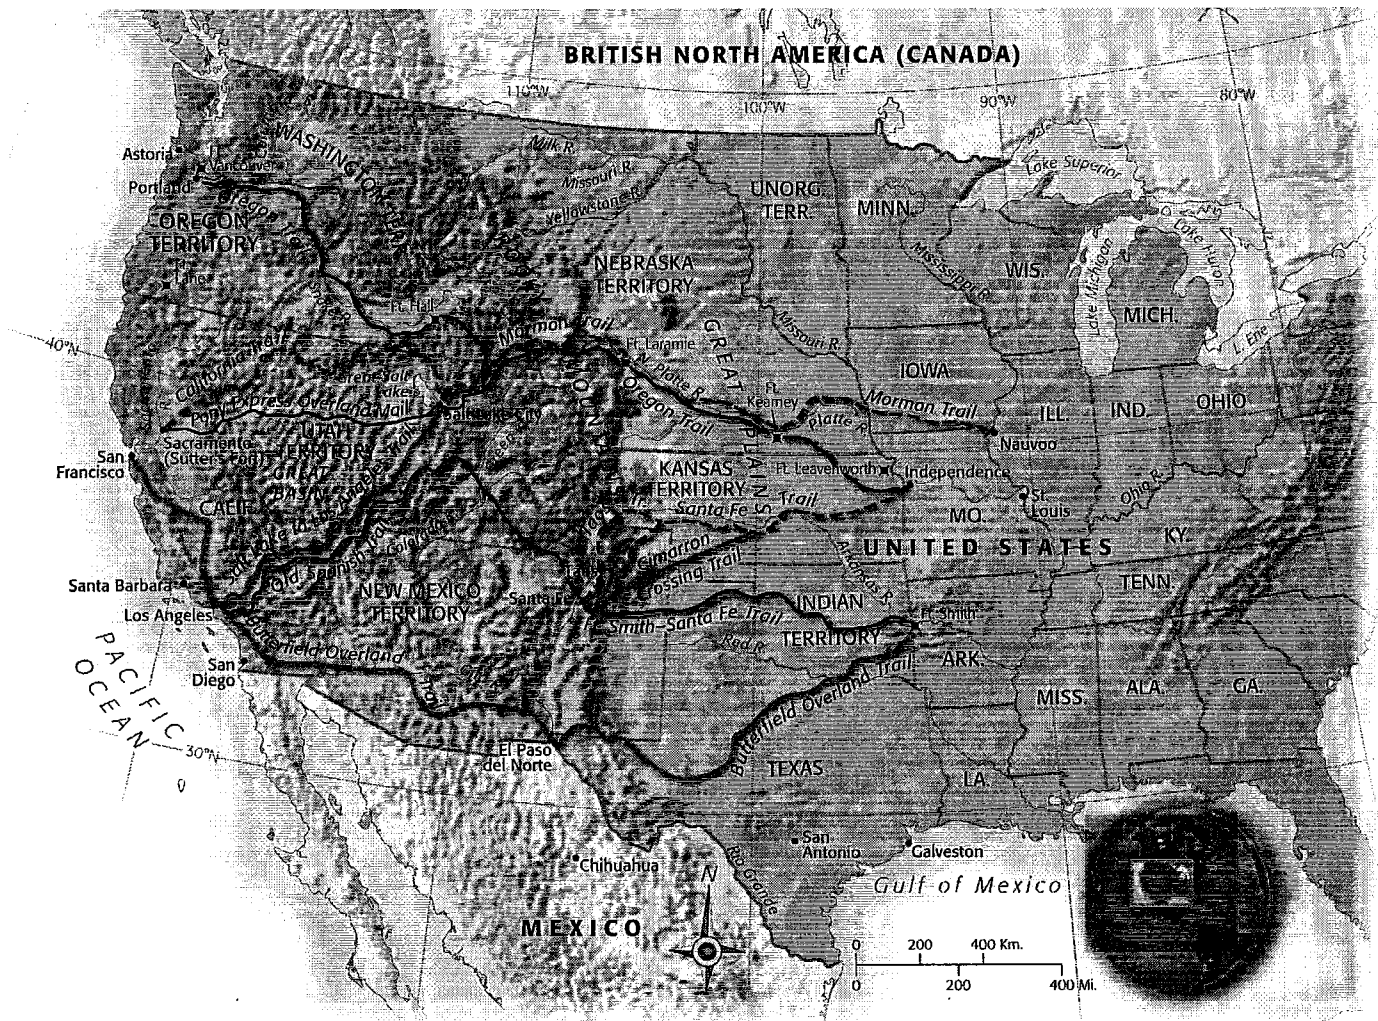 BRITISH NORTH AMERICA (CANADA)
110°W
100°W
90°W
80°W
WASHINGTON
Astoria
Ft.
Vancouver
Portland
Oregon
OREGON
TERRITORY
Milk R.
Missouri R.
Yellowstone R.
UNORG.
TERR.
MINN.
Lake Superior
Lake Huron
Lake Michigan
Mississippi R.
WIS.
MICH.
L. Erie
NEBRASKA
TERRITORY
Snake R.
Ft. Hall
Mormon Trail
Ft. Laramie
GREAT
PLAINS
Missouri R.
40°N
California Trail
N. Platte R.
Oregon Trail
Ft.
Kearney
Platte R.
IOWA
Mormon Trail
Nauvoo
ILL.
IND.
OHIO
Great Salt
Lake
Pony Express Overland Mail
Salt Lake City
UTAH
TERRITORY
Sacramento
(Sutter's Fort)
San
Francisco
GREAT
BASIN
CALIF.
Green R.
KANSAS
TERRITORY
Ft. Leavenworth
Independence
St.
Louis
MO.
Ohio R.
KY.
Santa Fe Trail
Cimarron
Crossing Trail
Arkansas R.
UNITED STATES
TENN.
Old Spanish Trail
Colorado R.
Santa Barbara
Los Angeles
NEW MEXICO
TERRITORY
Santa Fe
Ft. Smith–Santa Fe Trail
INDIAN
TERRITORY
Ft. Smith
Red R.
ARK.
Butterfield Overland
Trail
Butterfield Overland Trail
San
Diego
PACIFIC
OCEAN
30°N
El Paso
del Norte
TEXAS
LA.
MISS.
ALA.
GA.
San
Antonio
Galveston
Chihuahua
Rio Grande
Gulf of Mexico
MEXICO
N
0 200 400 Km.
0 200 400 Mi.